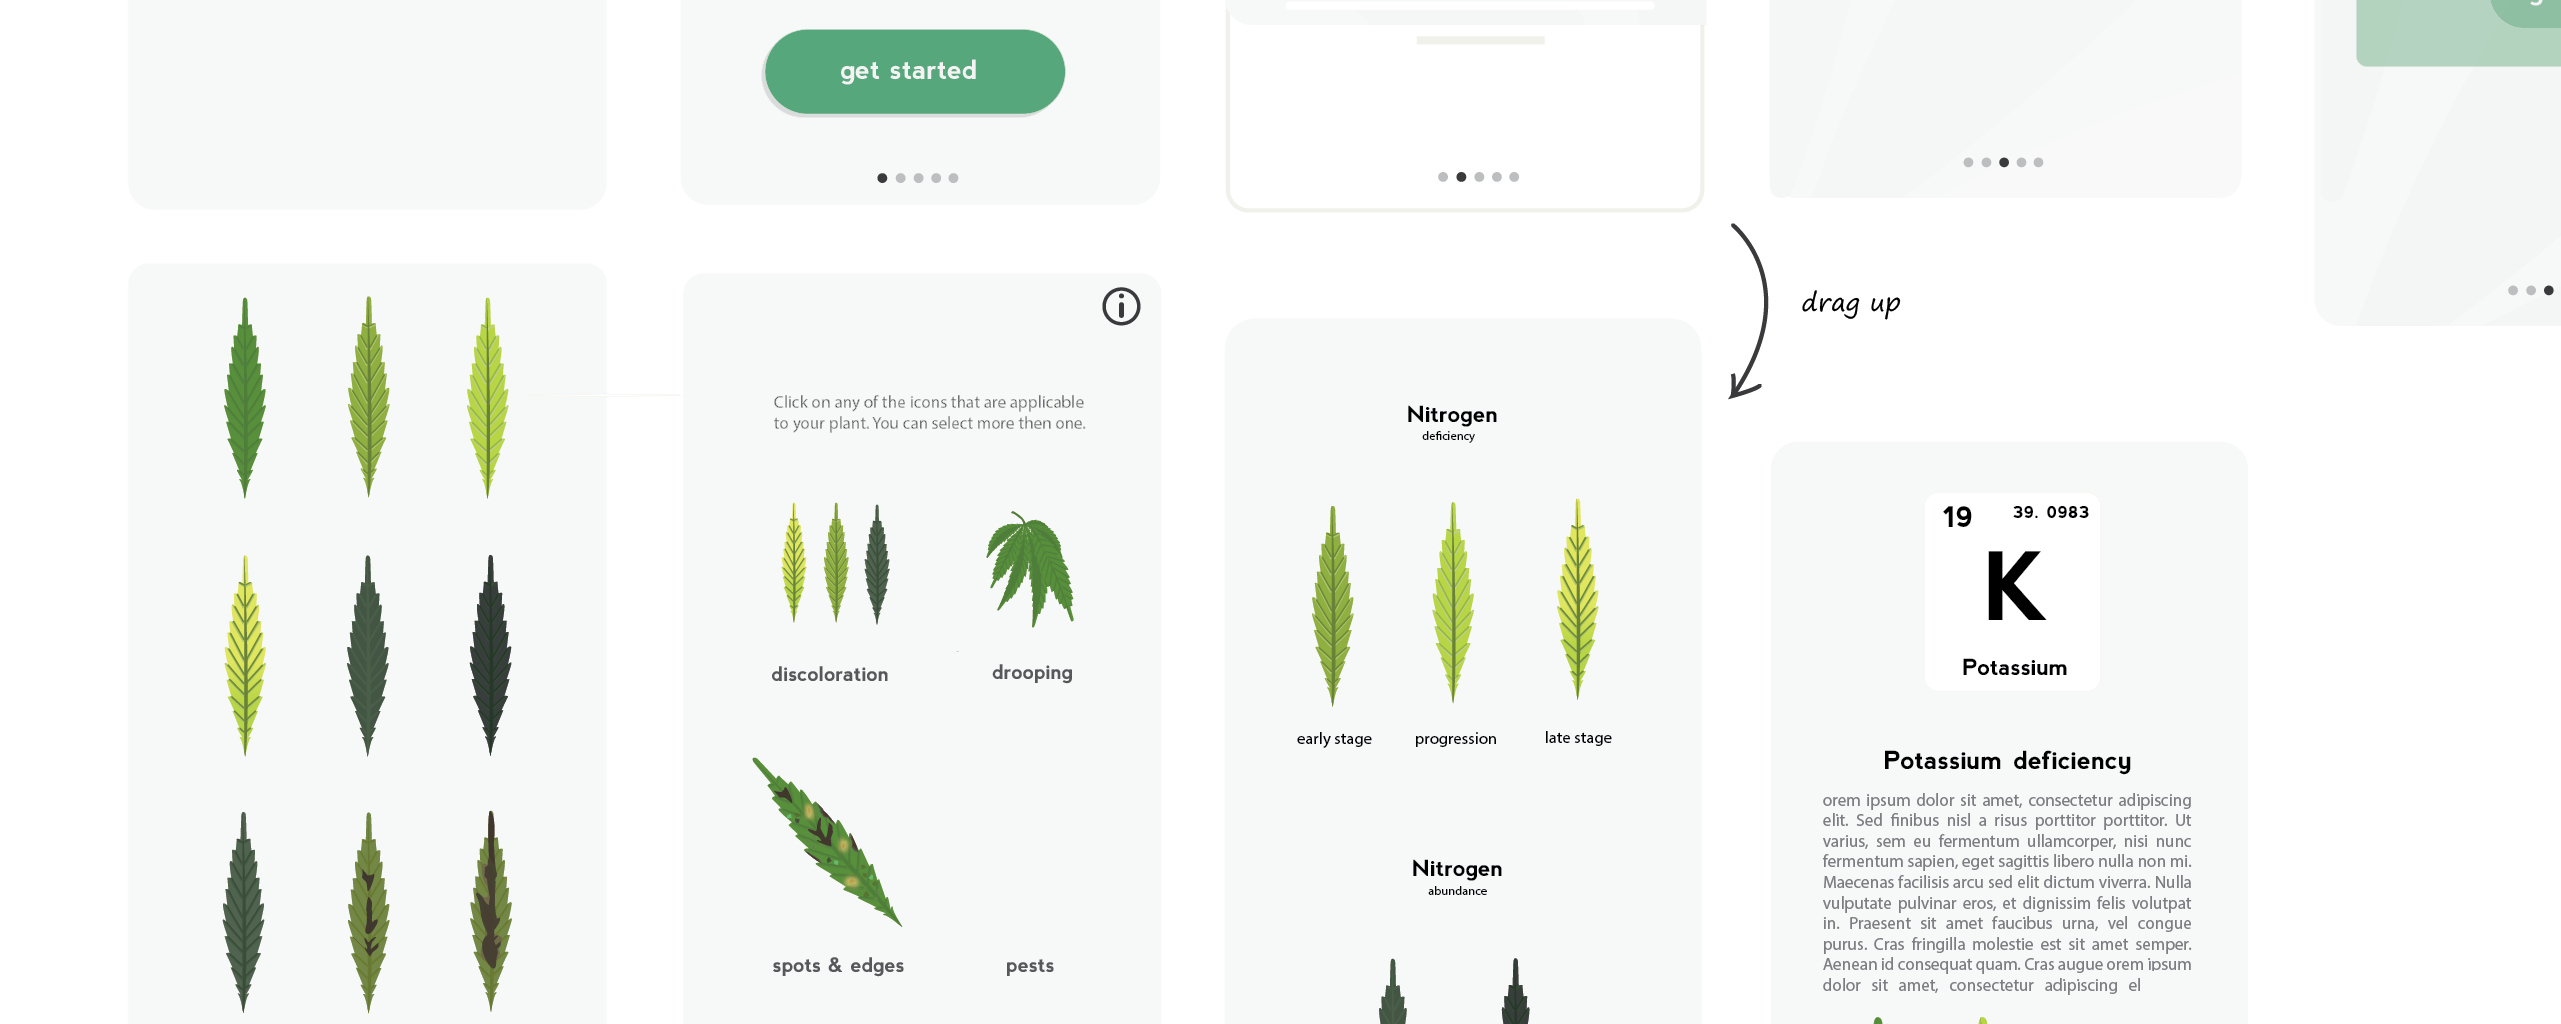 get started
drag up
Click on any of the icons that are applicable
to your plant. You can select more then one.
discoloration
drooping
spots & edges
pests
Nitrogen
deficiency
early stage
progression
late stage
Nitrogen
abundance
19
39. 0983
K
Potassium
Potassium deficiency
orem ipsum dolor sit amet, consectetur adipiscing
elit. Sed finibus nisl a risus porttitor porttitor. Ut
varius, sem eu fermentum ullamcorper, nisi nunc
fermentum sapien, eget sagittis libero nulla non mi.
Maecenas facilisis arcu sed elit dictum viverra. Nulla
vulputate pulvinar eros, et dignissim felis volutpat
in. Praesent sit amet faucibus urna, vel congue
purus. Cras fringilla molestie est sit amet semper.
Aenean id consequat quam. Cras augue orem ipsum
dolor sit amet, consectetur adipiscing el